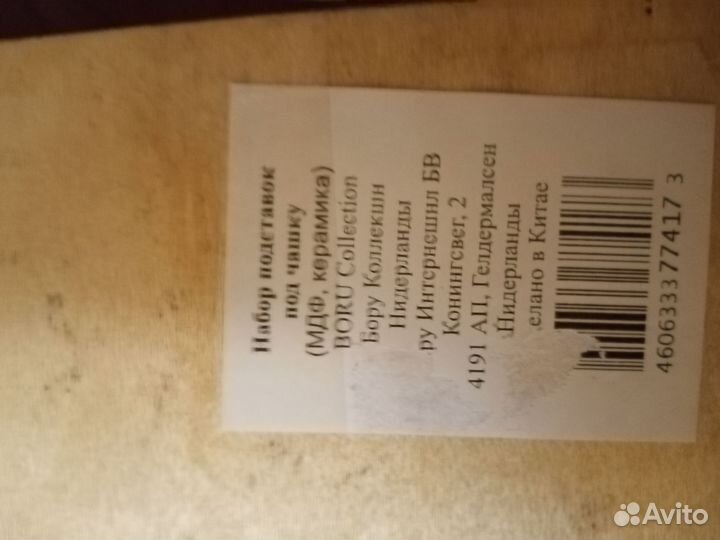 Набор подставок
под чашку
(МДФ, керамика)
BORU Collection
Бору Коллекшн
Нидерланды
ру Интернешнл БВ
Конингсвег, 2
4191 АП, Гелдермалсен
Нидерланды
елано в Китае
4606333774173
Avito